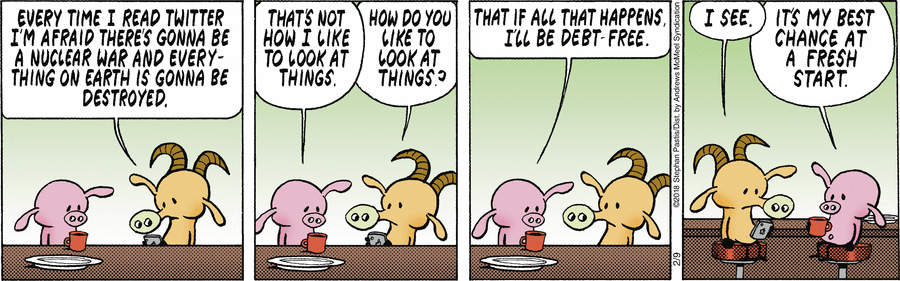 EVERY TIME I READ TWITTER
I'M AFRAID THERE'S GONNA BE
A NUCLEAR WAR AND EVERY-
THING ON EARTH IS GONNA BE
DESTROYED.
THAT'S NOT
HOW I LIKE
TO LOOK AT
THINGS.
HOW DO YOU
LIKE TO
LOOK AT
THINGS?
THAT IF ALL THAT HAPPENS,
I'LL BE DEBT-FREE.
©2018 Stephan Pastis/Dist. by Andrews McMeel Syndication
2/9
I SEE.
IT'S MY BEST
CHANCE AT
A FRESH
START.